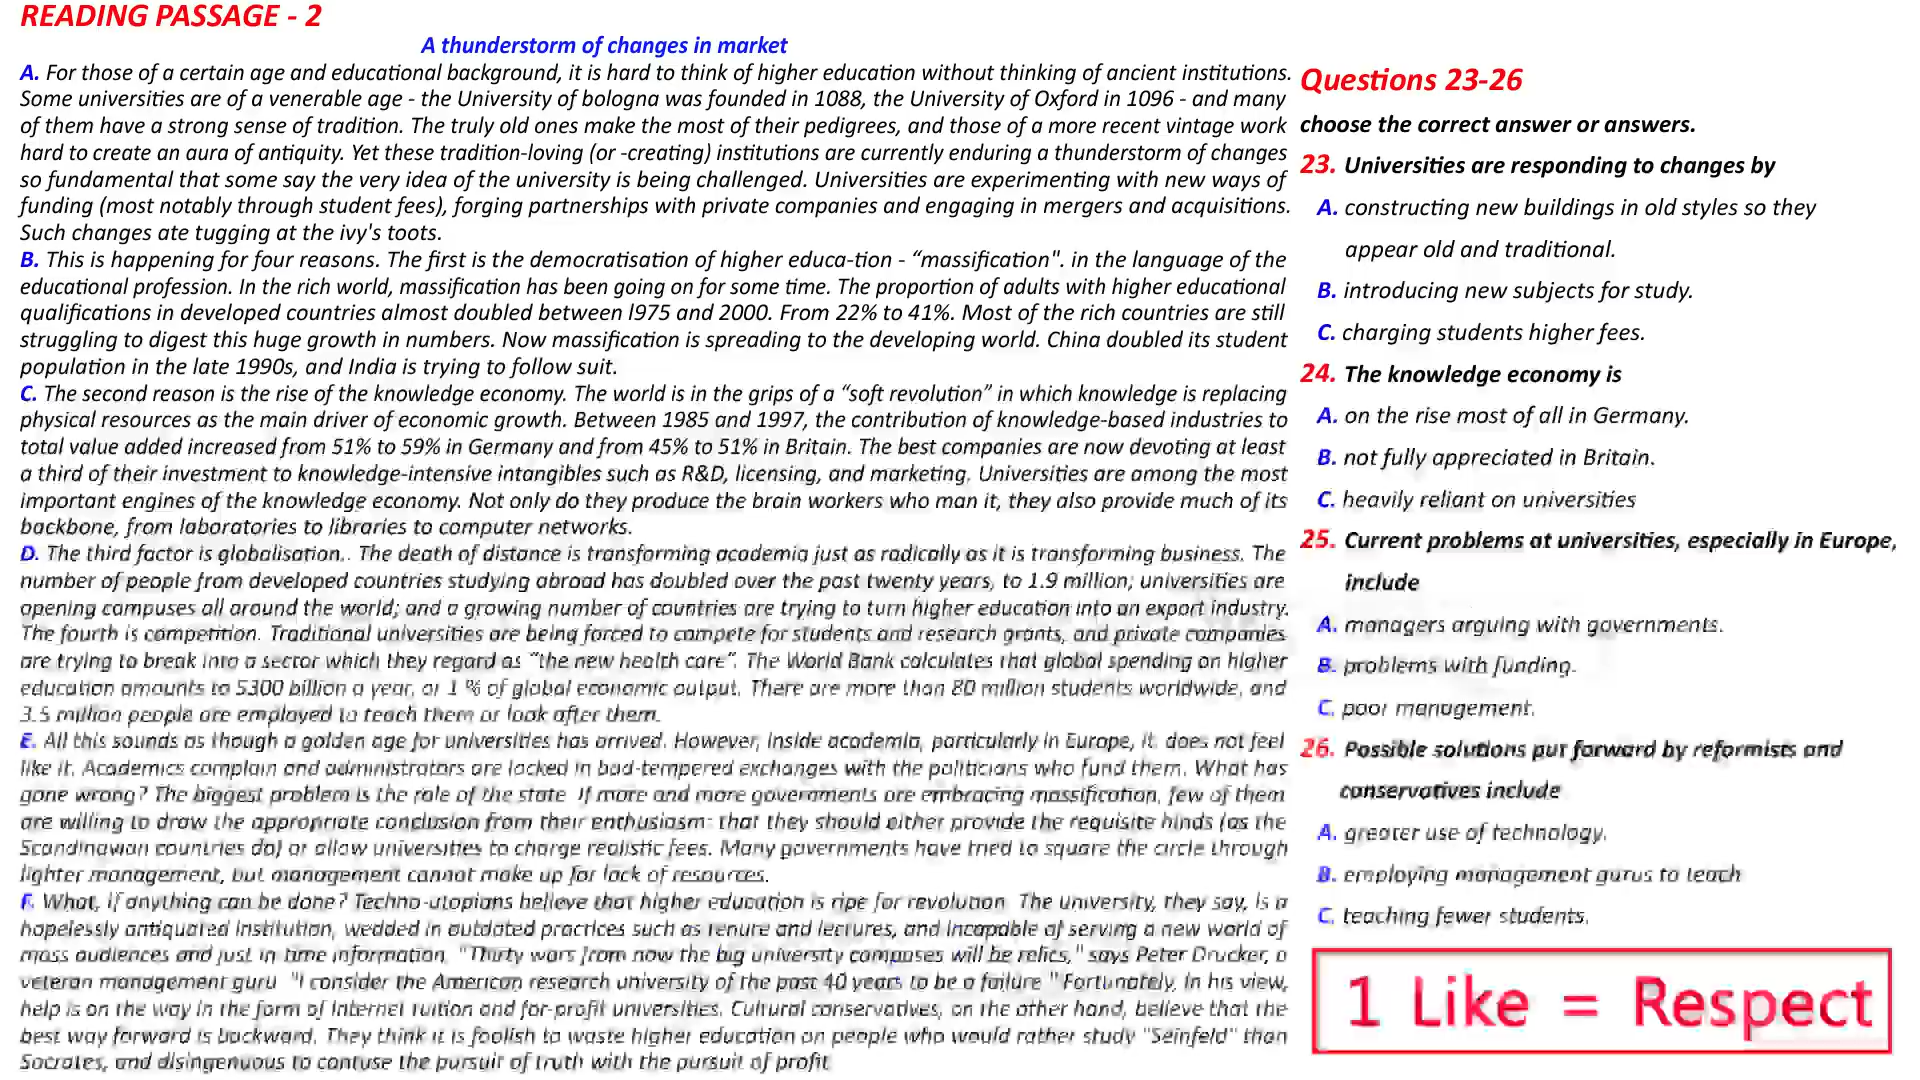 READING PASSAGE - 2
A thunderstorm of changes in market
A. For those of a certain age and educational background, it is hard to think of higher education without thinking of ancient institutions.
Some universities are of a venerable age - the University of bologna was founded in 1088, the University of Oxford in 1096 - and many
of them have a strong sense of tradition. The truly old ones make the most of their pedigrees, and those of a more recent vintage work
hard to create an aura of antiquity. Yet these tradition-loving (or -creating) institutions are currently enduring a thunderstorm of changes
so fundamental that some say the very idea of the university is being challenged. Universities are experimenting with new ways of
funding (most notably through student fees), forging partnerships with private companies and engaging in mergers and acquisitions.
Such changes ate tugging at the ivy's toots.
B. This is happening for four reasons. The first is the democratisation of higher educa-tion - “massification". in the language of the
educational profession. In the rich world, massification has been going on for some time. The proportion of adults with higher educational
qualifications in developed countries almost doubled between l975 and 2000. From 22% to 41%. Most of the rich countries are still
struggling to digest this huge growth in numbers. Now massification is spreading to the developing world. China doubled its student
population in the late 1990s, and India is trying to follow suit.
C. The second reason is the rise of the knowledge economy. The world is in the grips of a “soft revolution” in which knowledge is replacing
physical resources as the main driver of economic growth. Between 1985 and 1997, the contribution of knowledge-based industries to
total value added increased from 51% to 59% in Germany and from 45% to 51% in Britain. The best companies are now devoting at least
a third of their investment to knowledge-intensive intangibles such as R&D, licensing, and marketing. Universities are among the most
important engines of the knowledge economy. Not only do they produce the brain workers who man it, they also provide much of its
backbone, from laboratories to libraries to computer networks.
D. The third factor is globalisation.. The death of distance is transforming academia just as radically as it is transforming business. The
number of people from developed countries studying abroad has doubled over the past twenty years, to 1.9 million; universities are
opening campuses all around the world; and a growing number of countries are trying to turn higher education into an export industry.
The fourth is competition. Traditional universities are being forced to compete for students and research grants, and private companies
are trying to break into a sector which they regard as “the new health care”. The World Bank calculates that global spending on higher
education amounts to 5300 billion a year, or 1 % of global economic output. There are more than 80 million students worldwide, and
3.5 million people are employed to teach them or look after them.
E. All this sounds as though a golden age for universities has arrived. However, inside academia, particularly in Europe, it. does not feel
like it. Academics complain and administrators are locked in bad-tempered exchanges with the politicians who fund them. What has
gone wrong? The biggest problem is the role of the state. If more and more governments are embracing massification, few of them
are willing to draw the appropriate conclusion from their enthusiasm: that they should either provide the requisite hinds (as the
Scandinawan countries do) or allow universities to charge realistic fees. Many governments have tried to square the circle through
lighter management, but management cannot make up for lack of resources.
F. What, if anything can be done? Techno-utopians believe that higher education is ripe for revolution. The university, they say, is a
hopelessly antiquated institution, wedded in outdated practices such as tenure and lectures, and incapable of serving a new world of
mass audiences and just in time information. "Thirty wars from now the big university campuses will be relics," says Peter Drucker, a
veteran management guru. "I consider the American research university of the past 40 years to be a failure." Fortunately, in his view,
help is on the way in the form of Internet tuition and for-profit universities. Cultural conservatives, on the other hand, believe that the
best way forward is backward. They think it is foolish to waste higher education on people who would rather study "Seinfeld" than
Socrates, and disingenuous to contuse the pursuit of truth with the pursuit of profit
Questions 23-26
choose the correct answer or answers.
23. Universities are responding to changes by
A. constructing new buildings in old styles so they
appear old and traditional.
B. introducing new subjects for study.
C. charging students higher fees.
24. The knowledge economy is
A. on the rise most of all in Germany.
B. not fully appreciated in Britain.
C. heavily reliant on universities
25. Current problems at universities, especially in Europe,
include
A. managers arguing with governments.
B. problems with funding.
C. poor management.
26. Possible solutions put forward by reformists and
conservatives include
A. greater use of technology.
B. employing management gurus to teach
C. teaching fewer students.
1 Like = Respect